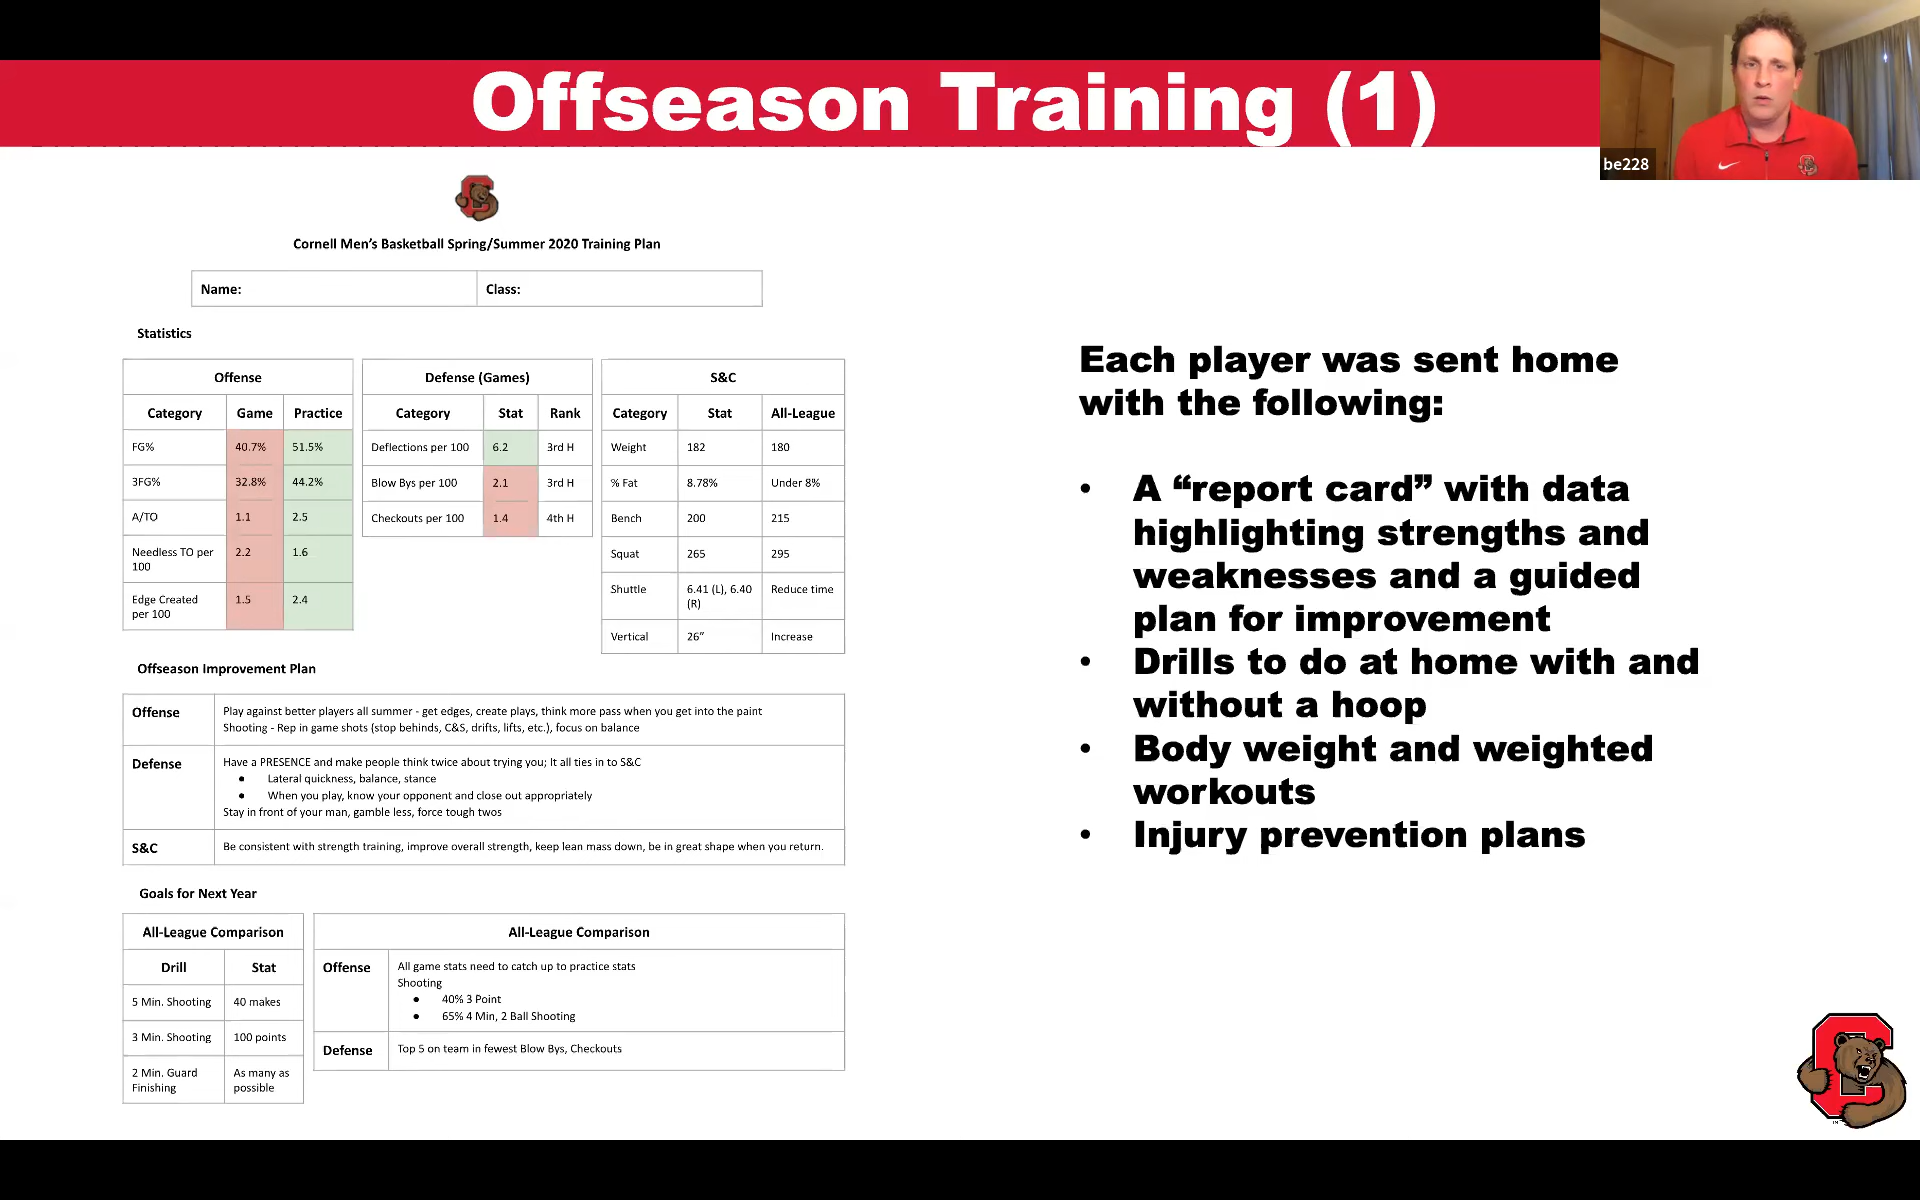 Offseason Training (1)
be228
Cornell Men's Basketball Spring/Summer 2020 Training Plan
Name: Class:
Statistics
Offense
Category Game Practice
FG% 40.7% 51.5%
3FG% 32.8% 44.2%
A/TO 1.1 2.5
Needless TO per 2.2 1.6
100
Edge Created 1.5 2.4
per 100
Defense (Games)
Category Stat Rank
Deflections per 100 6.2 3rd H
Blow Bys per 100 2.1 3rd H
Checkouts per 100 1.4 4th H
S&C
Category Stat All-League
Weight 182 180
% Fat 8.78% Under 8%
Bench 200 215
Squat 265 295
Shuttle 6.41 (L), 6.40 Reduce time
(R)
Vertical 26" Increase
Offseason Improvement Plan
Offense Play against better players all summer - get edges, create plays, think more pass when you get into the paint
Shooting - Rep in game shots (stop behinds, C&S, drifts, lifts, etc.), focus on balance
Defense Have a PRESENCE and make people think twice about trying you; It all ties in to S&C
● Lateral quickness, balance, stance
● When you play, know your opponent and close out appropriately
Stay in front of your man, gamble less, force tough twos
S&C Be consistent with strength training, improve overall strength, keep lean mass down, be in great shape when you return.
Goals for Next Year
All-League Comparison
Drill Stat
5 Min. Shooting 40 makes
3 Min. Shooting 100 points
2 Min. Guard As many as
Finishing possible
All-League Comparison
Offense All game stats need to catch up to practice stats
Shooting
● 40% 3 Point
● 65% 4 Min, 2 Ball Shooting
Defense Top 5 on team in fewest Blow Bys, Checkouts
Each player was sent home
with the following:
• A “report card” with data
highlighting strengths and
weaknesses and a guided
plan for improvement
• Drills to do at home with and
without a hoop
• Body weight and weighted
workouts
• Injury prevention plans